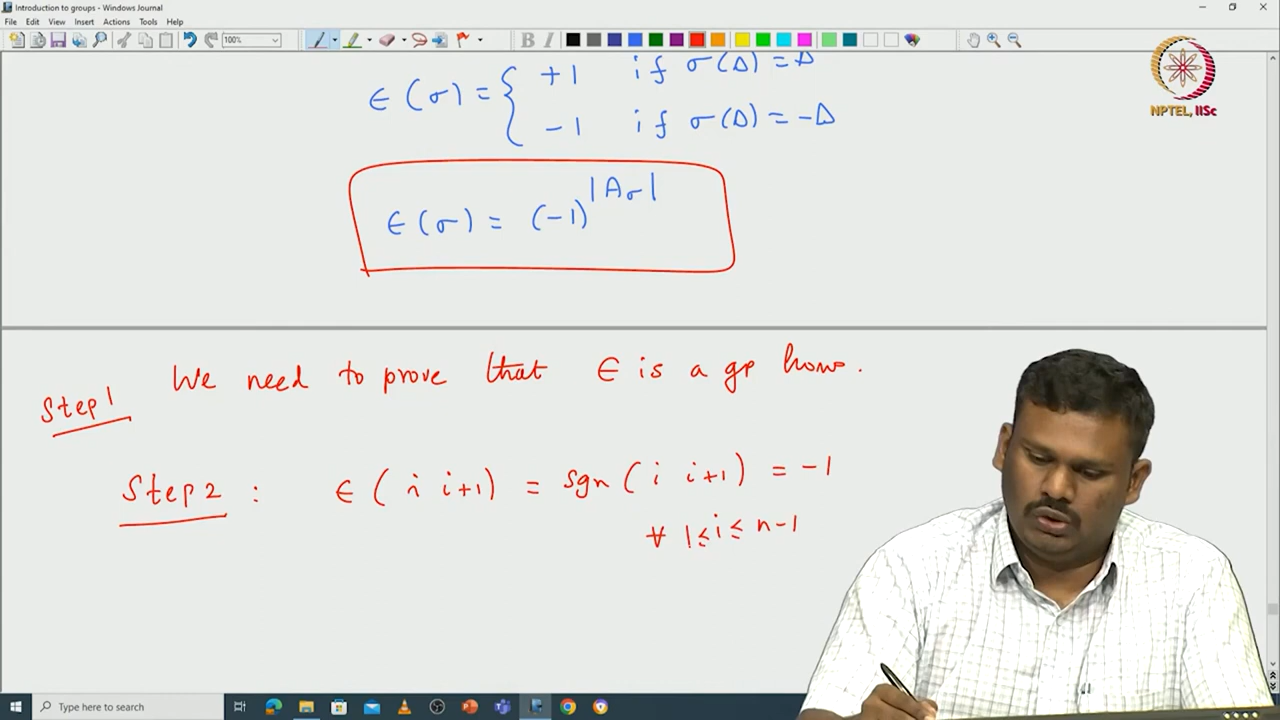 Introduction to groups - Windows Journal
File Edit View Insert Actions Tools Help
100%
B I
NPTEL, IISc
ϵ(σ) = { +1 if σ(Δ) = Δ
-1 if σ(Δ) = -Δ
ϵ(σ) = (-1)^|Aσ|
Step 1 We need to prove that ϵ is a gp homo.
Step 2 : ϵ(i i+1) = sgn(i i+1) = -1
∀ 1≤i≤n-1
Type here to search